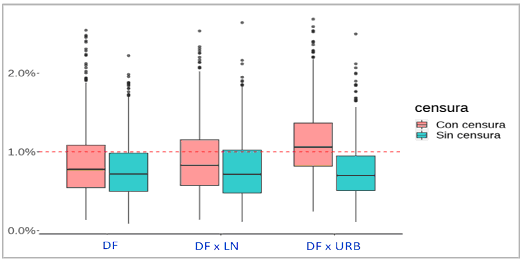 2.0%
1.0%
0.0%
DF
DF x LN
DF x URB
censura
Con censura
Sin censura